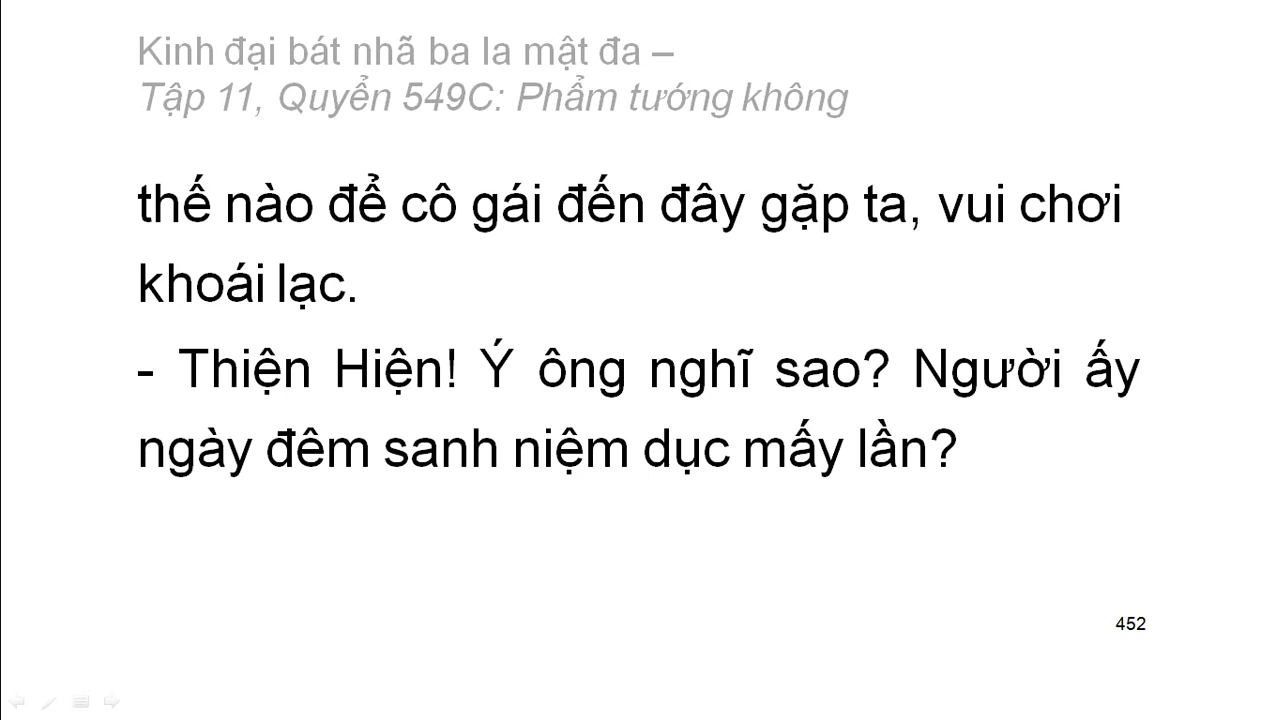 Kinh đại bát nhã ba la mật đa –
Tập 11, Quyển 549C: Phẩm tướng không
thế nào để cô gái đến đây gặp ta, vui chơi
khoái lạc.
- Thiện Hiện! Ý ông nghĩ sao? Người ấy
ngày đêm sanh niệm dục mấy lần?
452